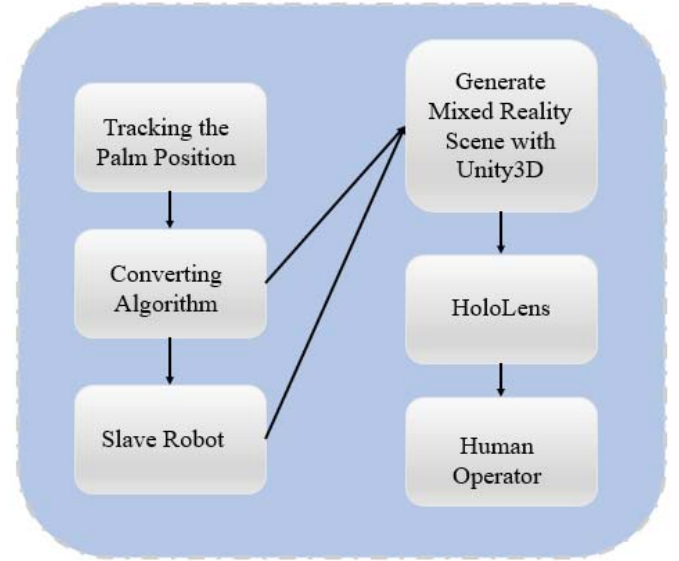 Tracking the
Palm Position
Converting
Algorithm
Slave Robot
Generate
Mixed Reality
Scene with
Unity3D
HoloLens
Human
Operator